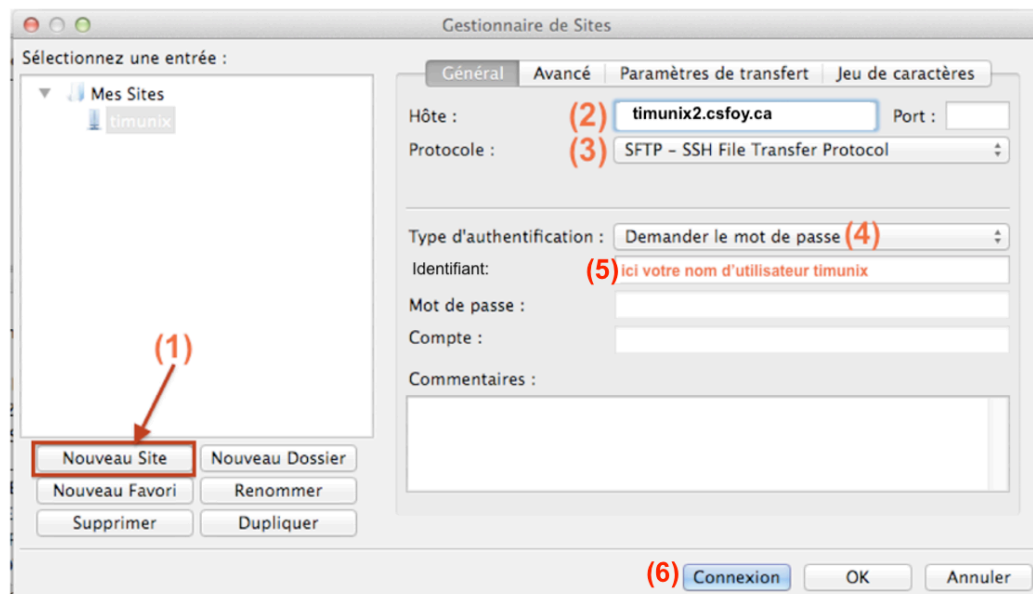 Gestionnaire de Sites
Sélectionnez une entrée :
Mes Sites
timunix
(1)
Nouveau Site Nouveau Dossier
Nouveau Favori Renommer
Supprimer Dupliquer
Général Avancé Paramètres de transfert Jeu de caractères
Hôte : (2) timunix2.csfoy.ca Port :
Protocole : (3) SFTP – SSH File Transfer Protocol
Type d'authentification : Demander le mot de passe (4)
Identifiant: (5) ici votre nom d'utilisateur timunix
Mot de passe :
Compte :
Commentaires :
(6) Connexion OK Annuler